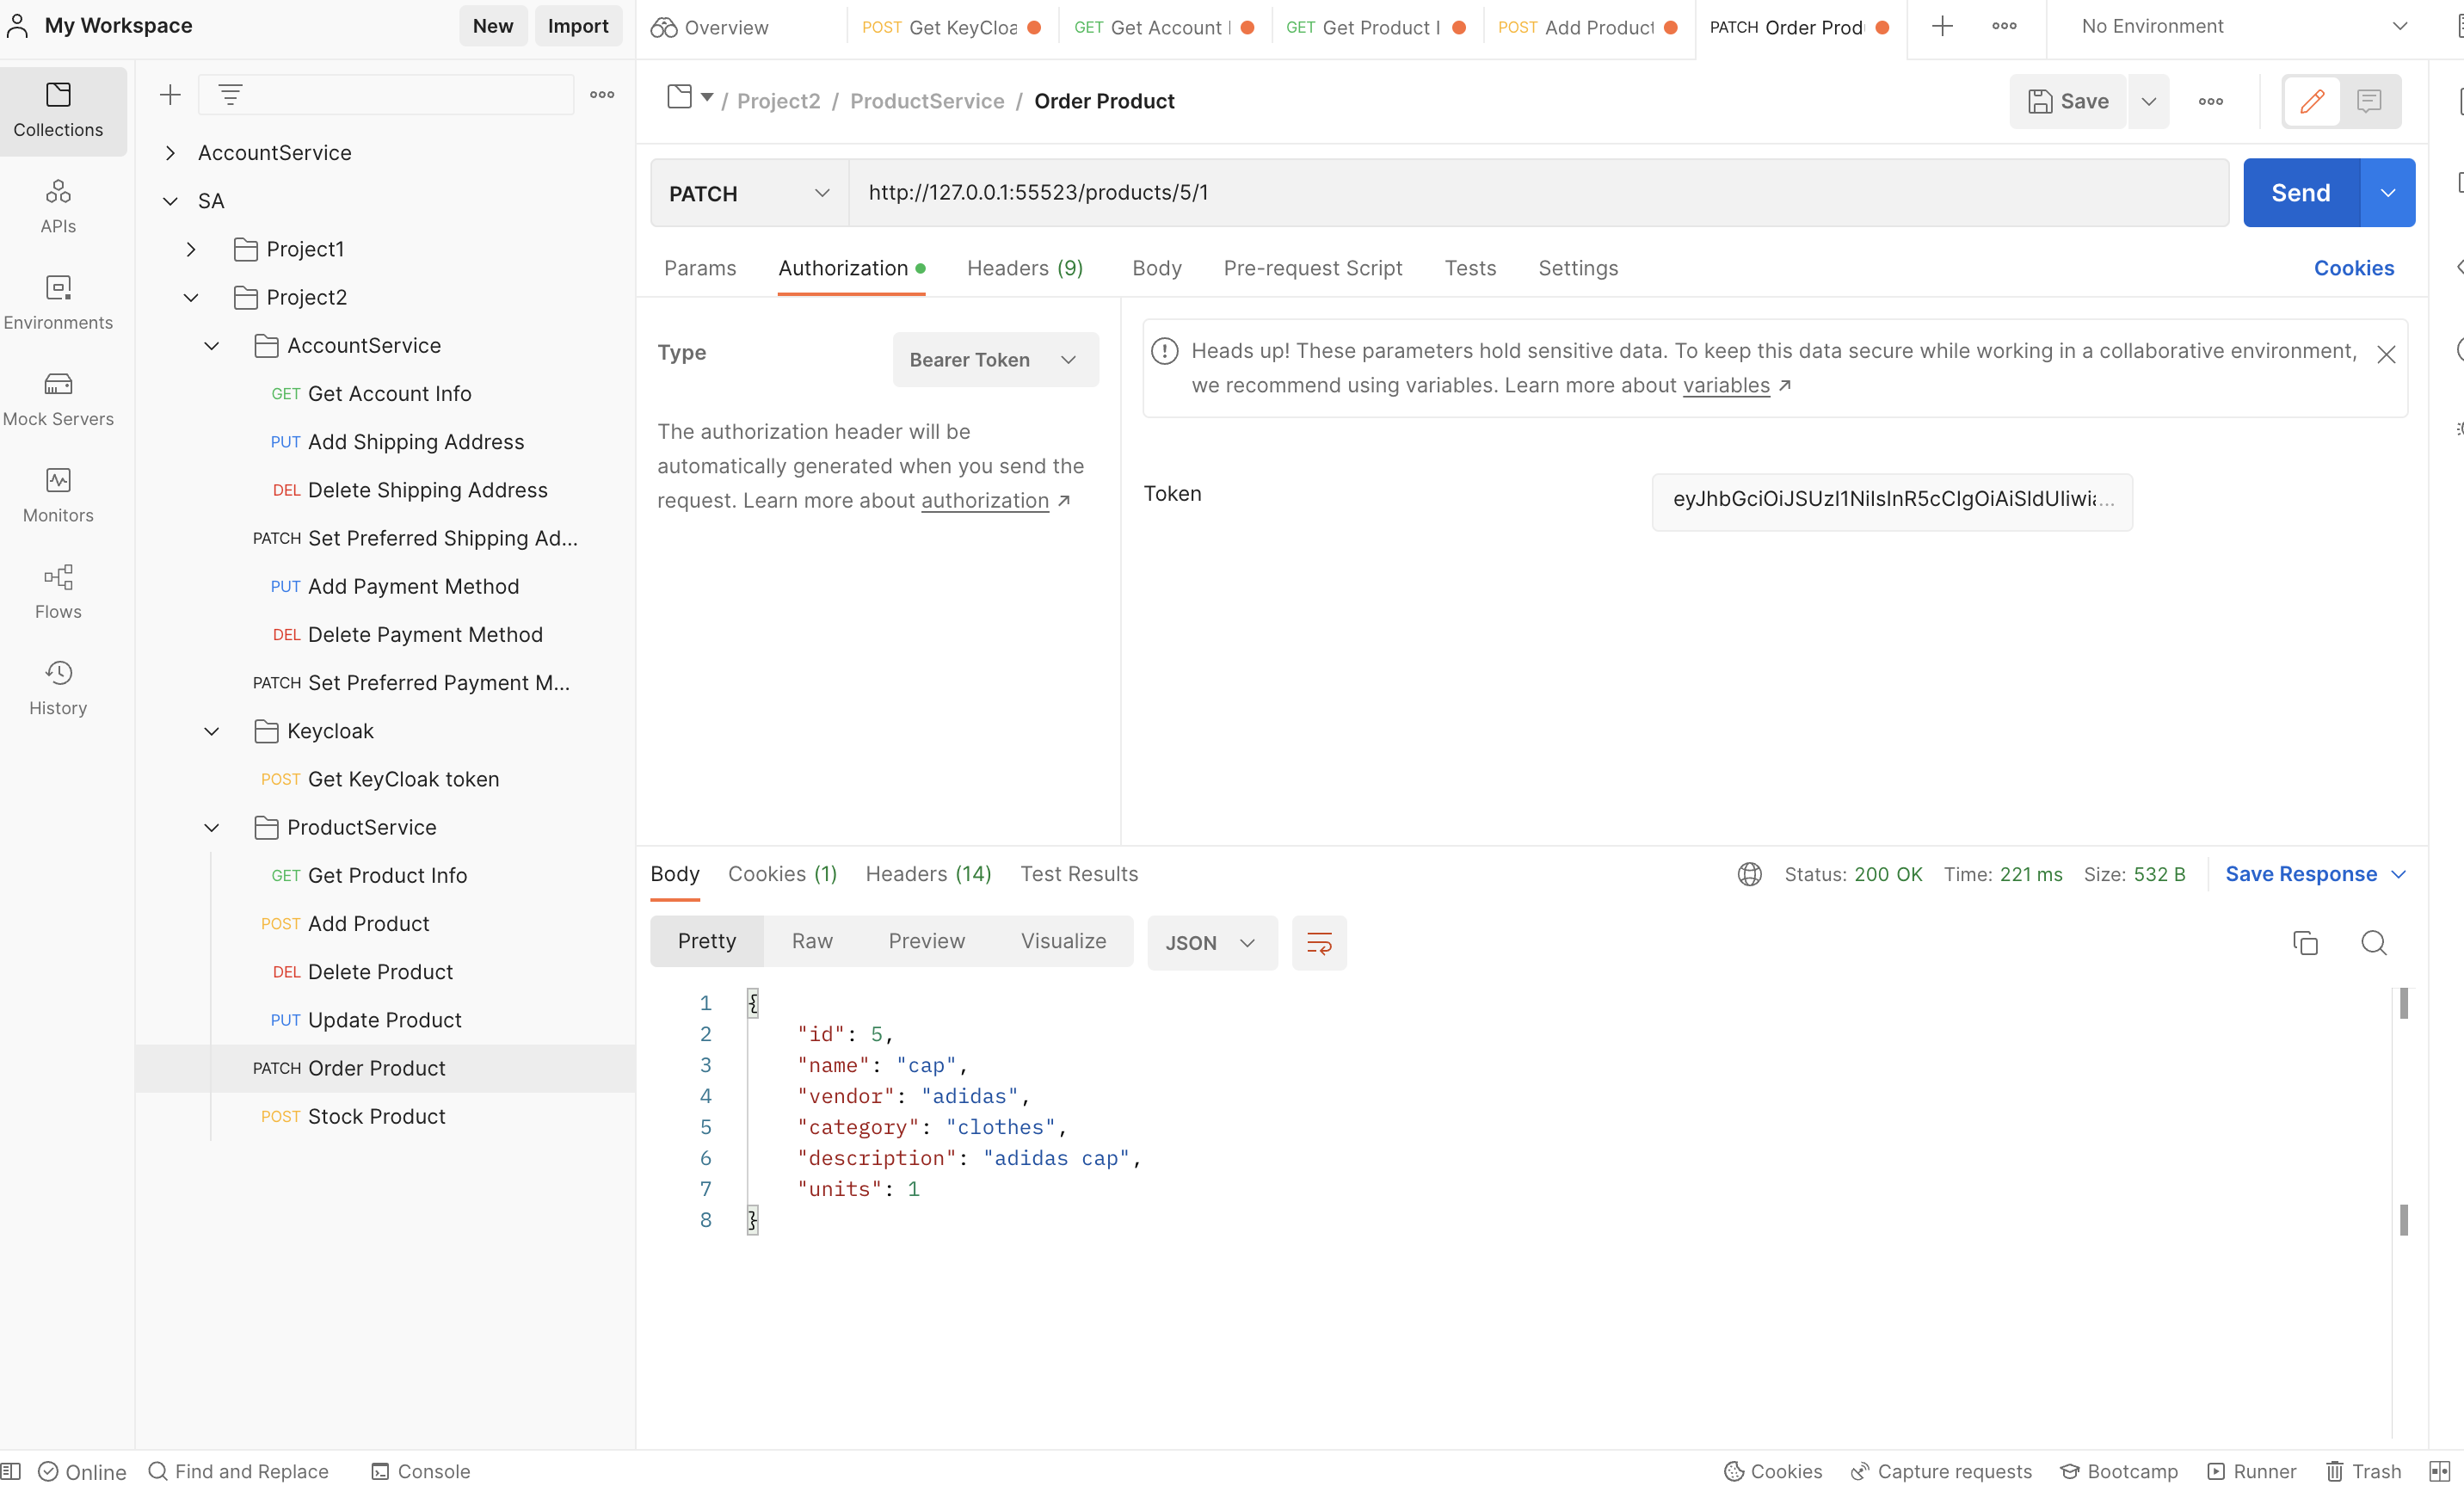 My Workspace
New
Import
Overview
POST Get KeyCloa
GET Get Account
GET Get Product I
POST Add Product
PATCH Order Prod
No Environment
Collections
APIs
Environments
Mock Servers
Monitors
Flows
History
AccountService
SA
Project1
Project2
AccountService
GET Get Account Info
PUT Add Shipping Address
DEL Delete Shipping Address
PATCH Set Preferred Shipping Ad...
PUT Add Payment Method
DEL Delete Payment Method
PATCH Set Preferred Payment M...
Keycloak
POST Get KeyCloak token
ProductService
GET Get Product Info
POST Add Product
DEL Delete Product
PUT Update Product
PATCH Order Product
POST Stock Product
/ Project2 / ProductService / Order Product
Save
PATCH
http://127.0.0.1:55523/products/5/1
Send
Params
Authorization
Headers (9)
Body
Pre-request Script
Tests
Settings
Cookies
Type
Bearer Token
The authorization header will be
automatically generated when you send the
request. Learn more about authorization ↗
Heads up! These parameters hold sensitive data. To keep this data secure while working in a collaborative environment,
we recommend using variables. Learn more about variables ↗
Token
Body
Cookies (1)
Headers (14)
Test Results
Status: 200 OK
Time: 221 ms
Size: 532 B
Save Response
Pretty
Raw
Preview
Visualize
JSON
1 {
2 "id": 5,
3 "name": "cap",
4 "vendor": "adidas",
5 "category": "clothes",
6 "description": "adidas cap",
7 "units": 1
8 }
Online
Find and Replace
Console
Cookies
Capture requests
Bootcamp
Runner
Trash